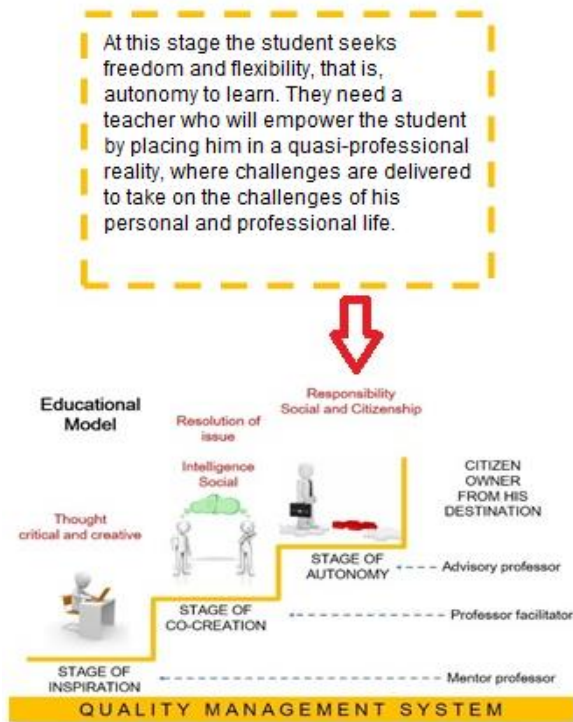 At this stage the student seeks
freedom and flexibility, that is,
autonomy to learn. They need a
teacher who will empower the student
by placing him in a quasi-professional
reality, where challenges are delivered
to take on the challenges of his
personal and professional life.
Educational
Model
Responsibility
Social and Citizenship
Resolution of
issue
Intelligence
Social
Thought
critical and creative
CITIZEN
OWNER
FROM HIS
DESTINATION
STAGE OF
AUTONOMY
Advisory professor
STAGE OF
CO-CREATION
Professor facilitator
STAGE OF
INSPIRATION
Mentor professor
QUALITY MANAGEMENT SYSTEM